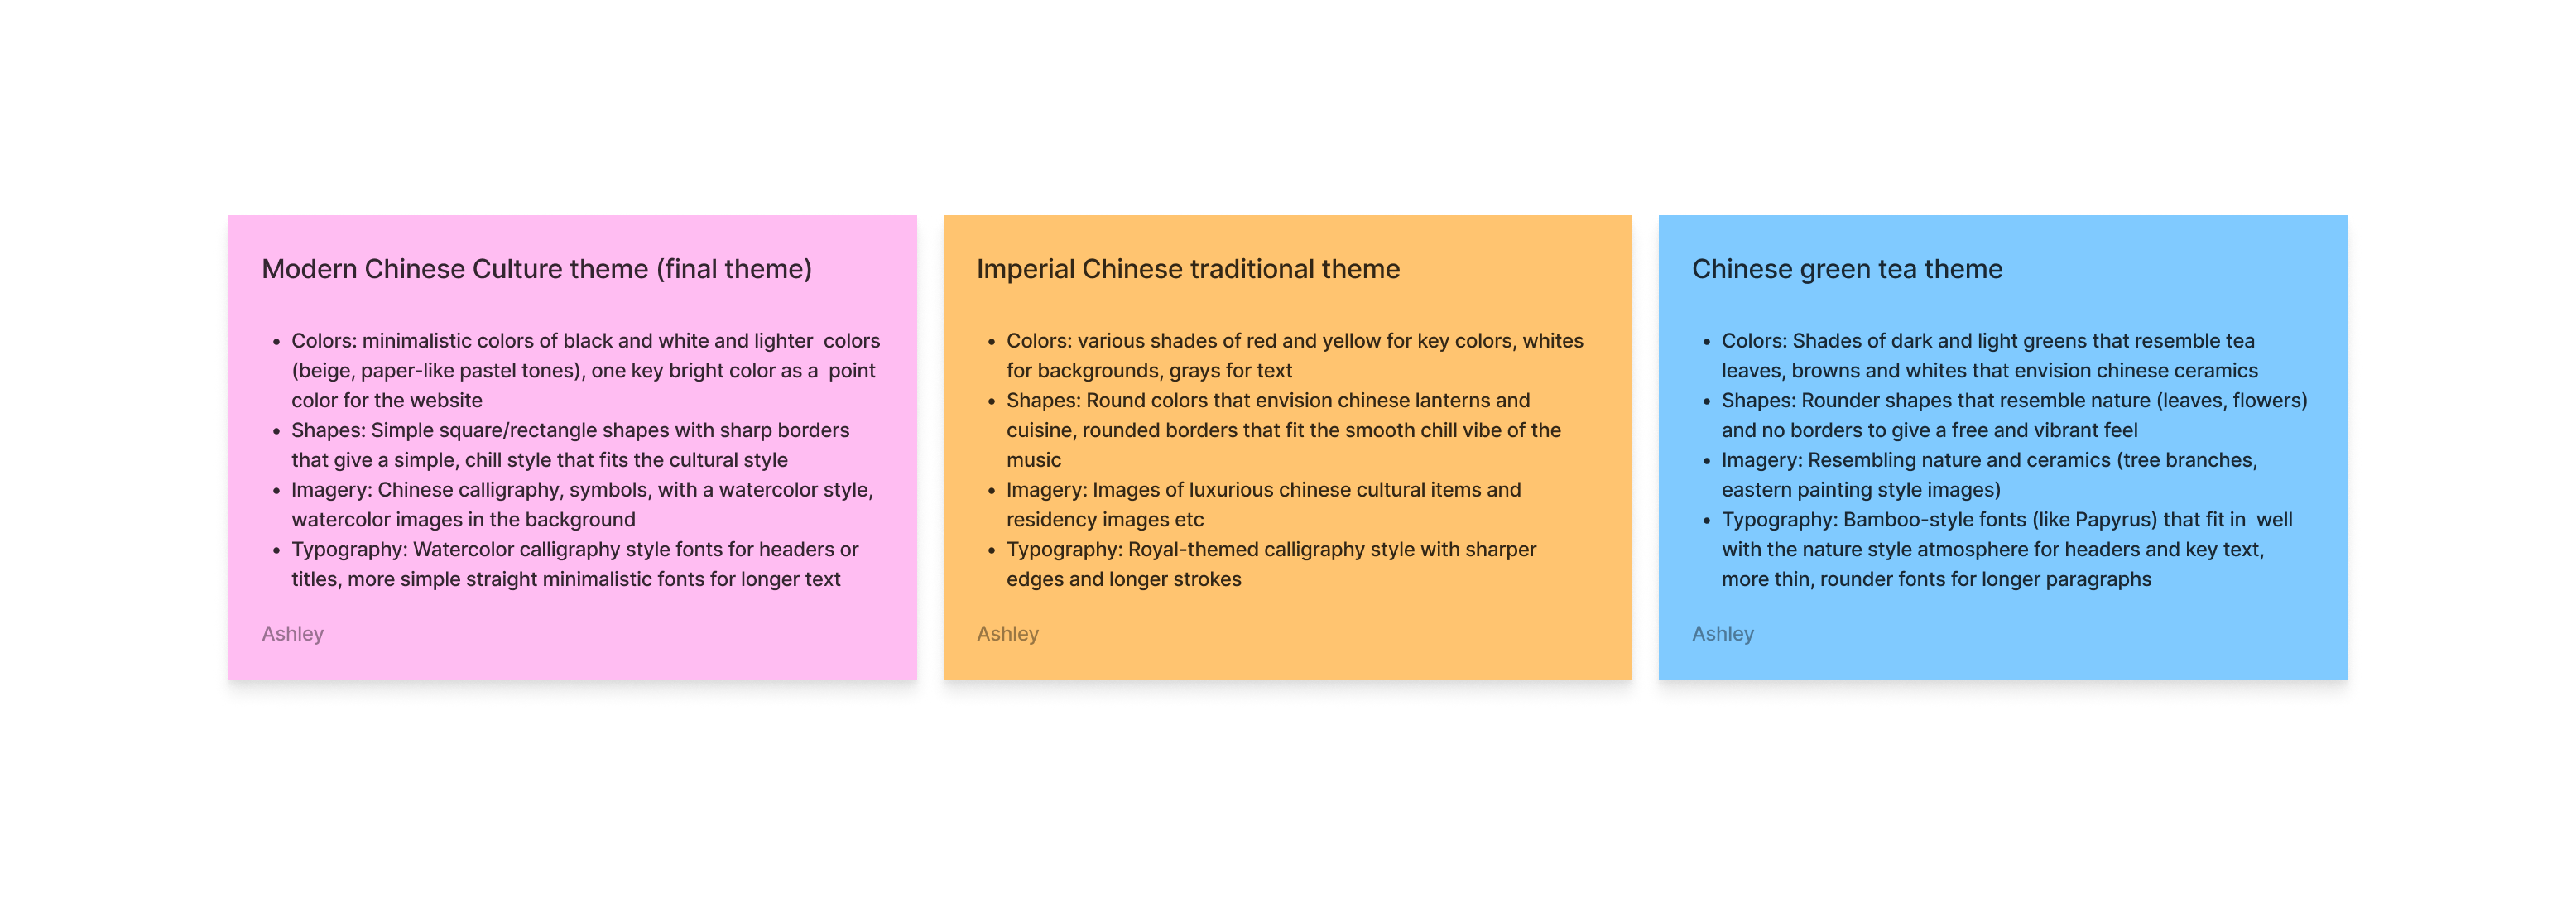 Modern Chinese Culture theme (final theme)
• Colors: minimalistic colors of black and white and lighter  colors
(beige, paper-like pastel tones), one key bright color as a  point
color for the website
• Shapes: Simple square/rectangle shapes with sharp borders
that give a simple, chill style that fits the cultural style
• Imagery: Chinese calligraphy, symbols, with a watercolor style,
watercolor images in the background
• Typography: Watercolor calligraphy style fonts for headers or
titles, more simple straight minimalistic fonts for longer text
Ashley
Imperial Chinese traditional theme
• Colors: various shades of red and yellow for key colors, whites
for backgrounds, grays for text
• Shapes: Round colors that envision chinese lanterns and
cuisine, rounded borders that fit the smooth chill vibe of the
music
• Imagery: Images of luxurious chinese cultural items and
residency images etc
• Typography: Royal-themed calligraphy style with sharper
edges and longer strokes
Ashley
Chinese green tea theme
• Colors: Shades of dark and light greens that resemble tea
leaves, browns and whites that envision chinese ceramics
• Shapes: Rounder shapes that resemble nature (leaves, flowers)
and no borders to give a free and vibrant feel
• Imagery: Resembling nature and ceramics (tree branches,
eastern painting style images)
• Typography: Bamboo-style fonts (like Papyrus) that fit in  well
with the nature style atmosphere for headers and key text,
more thin, rounder fonts for longer paragraphs
Ashley